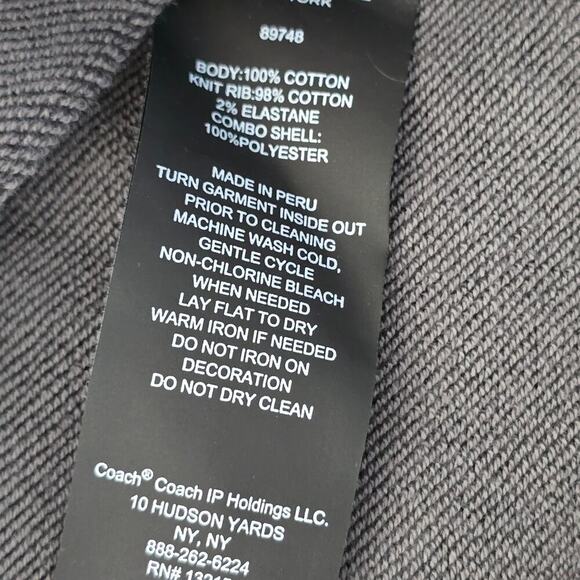 YORK
89748
BODY:100% COTTON
KNIT RIB:98% COTTON
2% ELASTANE
COMBO SHELL:
100%POLYESTER
MADE IN PERU
TURN GARMENT INSIDE OUT
PRIOR TO CLEANING
MACHINE WASH COLD,
GENTLE CYCLE
NON-CHLORINE BLEACH
WHEN NEEDED
LAY FLAT TO DRY
WARM IRON IF NEEDED
DO NOT IRON ON
DECORATION
DO NOT DRY CLEAN
Coach® Coach IP Holdings LLC.
10 HUDSON YARDS
NY, NY
888-262-6224
RN#